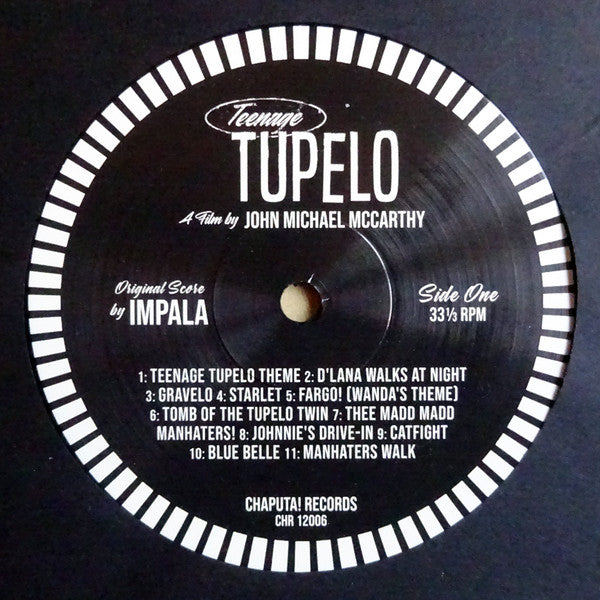 Teenage
TUPELO
A Film by JOHN MICHAEL MCCARTHY
Original Score
by IMPALA
Side One
33⅓ RPM
1: TEENAGE TUPELO THEME 2: D'LANA WALKS AT NIGHT
3: GRAVELO 4: STARLET 5: FARGO! (WANDA'S THEME)
6: TOMB OF THE TUPELO TWIN 7: THEE MADD MADD
MANHATERS! 8: JOHNNIE'S DRIVE-IN 9: CATFIGHT
10: BLUE BELLE 11: MANHATERS WALK
CHAPUTA! RECORDS
CHR 12006